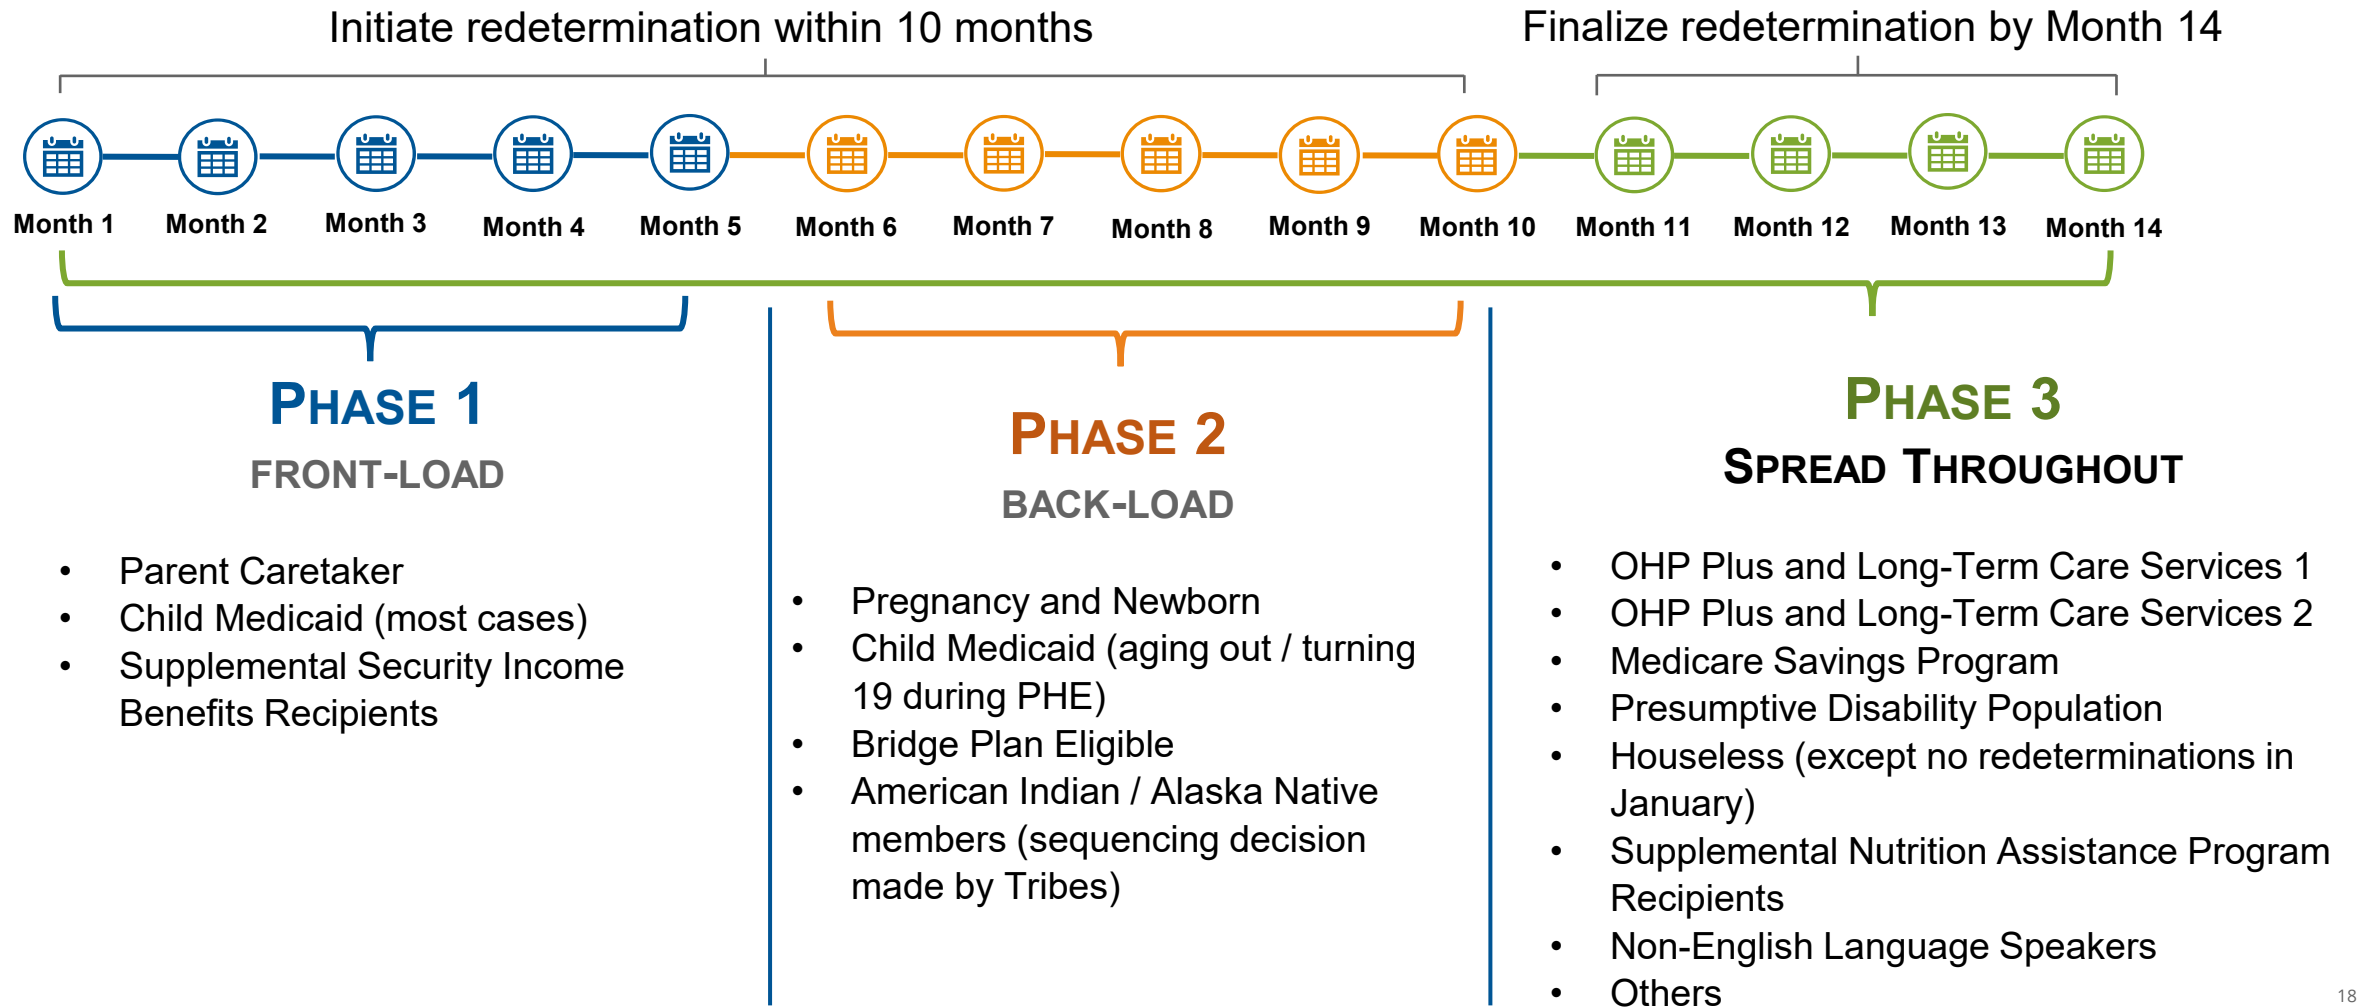 Initiate redetermination within 10 months
Finalize redetermination by Month 14
Month 1
Month 2
Month 3
Month 4
Month 5
Month 6
Month 7
Month 8
Month 9
Month 10
Month 11
Month 12
Month 13
Month 14
PHASE 1
FRONT-LOAD
• Parent Caretaker
• Child Medicaid (most cases)
• Supplemental Security Income
Benefits Recipients
PHASE 2
BACK-LOAD
• Pregnancy and Newborn
• Child Medicaid (aging out / turning
19 during PHE)
• Bridge Plan Eligible
• American Indian / Alaska Native
members (sequencing decision
made by Tribes)
PHASE 3
SPREAD THROUGHOUT
• OHP Plus and Long-Term Care Services 1
• OHP Plus and Long-Term Care Services 2
• Medicare Savings Program
• Presumptive Disability Population
• Houseless (except no redeterminations in
January)
• Supplemental Nutrition Assistance Program
Recipients
• Non-English Language Speakers
• Others
18